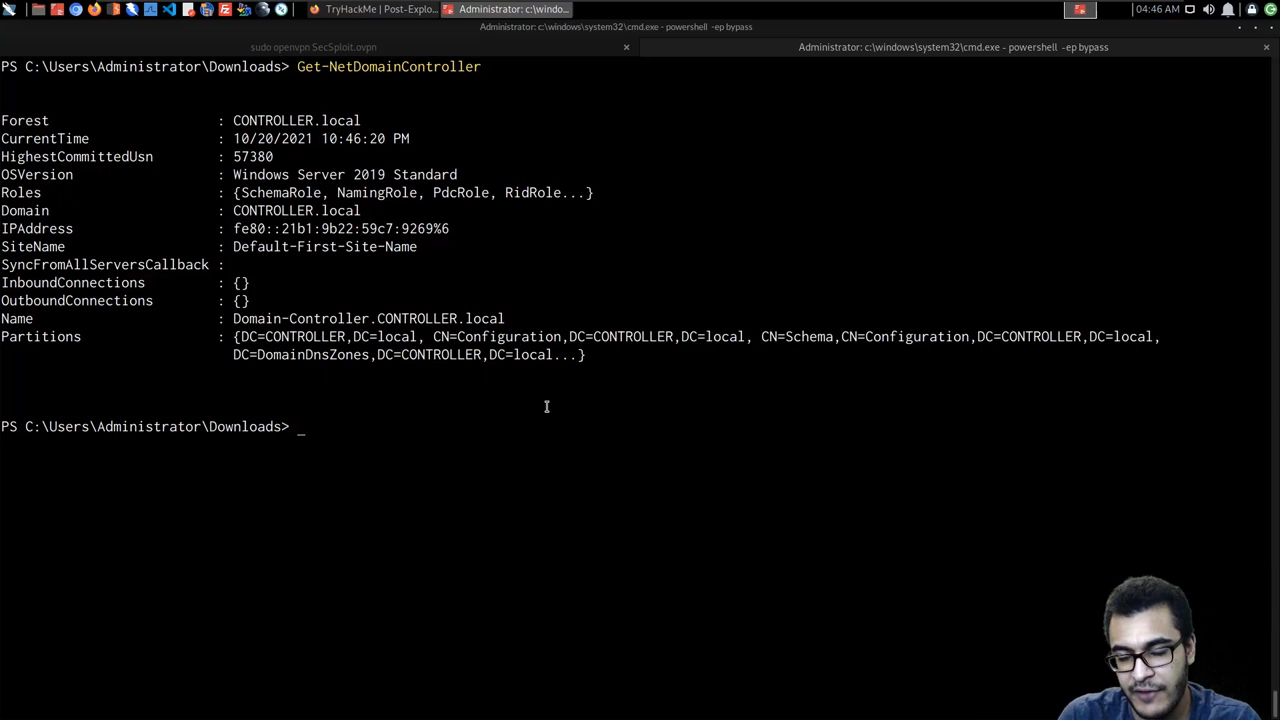 TryHackMe | Post-Explo...
Administrator: c:\windo...
04:46 AM
Administrator: c:\windows\system32\cmd.exe - powershell -ep bypass
sudo openvpn SecSploit.ovpn
Administrator: c:\windows\system32\cmd.exe - powershell -ep bypass
PS C:\Users\Administrator\Downloads> Get-NetDomainController
Forest : CONTROLLER.local
CurrentTime : 10/20/2021 10:46:20 PM
HighestCommittedUsn : 57380
OSVersion : Windows Server 2019 Standard
Roles : {SchemaRole, NamingRole, PdcRole, RidRole...}
Domain : CONTROLLER.local
IPAddress : fe80::21b1:9b22:59c7:9269%6
SiteName : Default-First-Site-Name
SyncFromAllServersCallback :
InboundConnections : {}
OutboundConnections : {}
Name : Domain-Controller.CONTROLLER.local
Partitions : {DC=CONTROLLER,DC=local, CN=Configuration,DC=CONTROLLER,DC=local, CN=Schema,CN=Configuration,DC=CONTROLLER,DC=local,
DC=DomainDnsZones,DC=CONTROLLER,DC=local...}
PS C:\Users\Administrator\Downloads> _